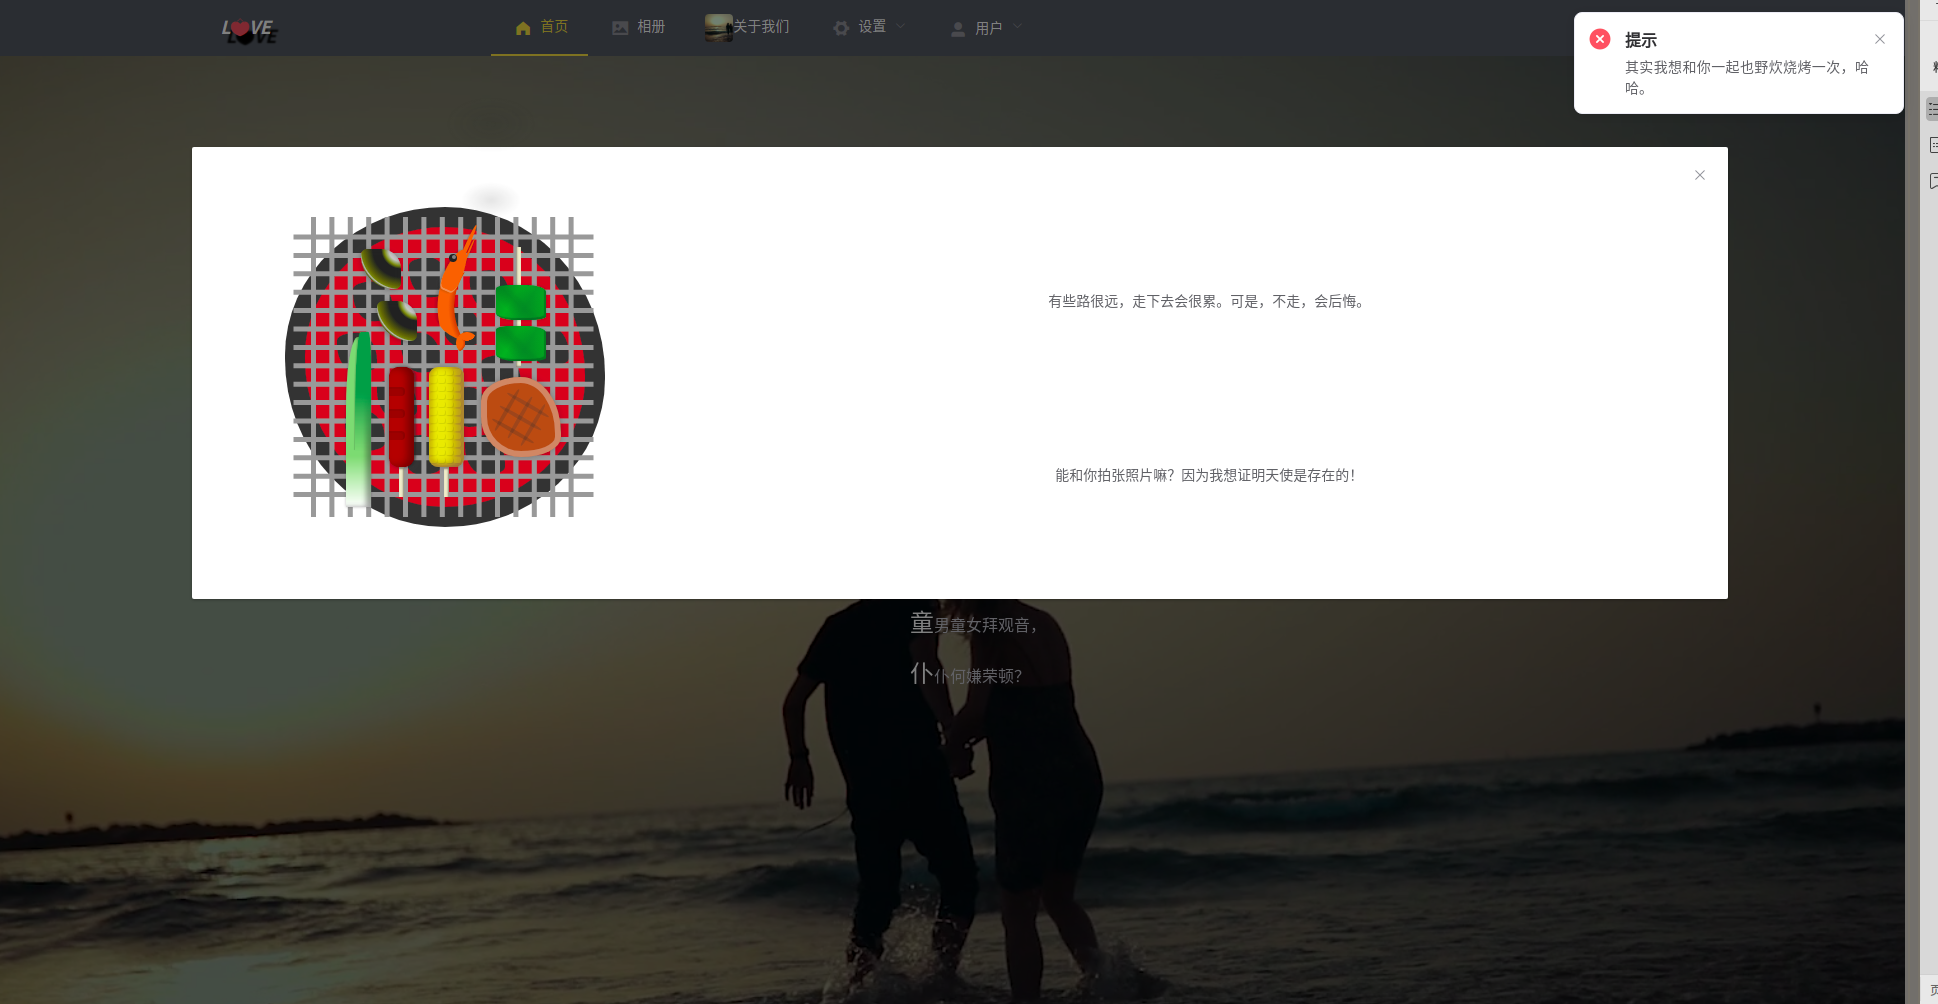 LOVE
首页
相册
关于我们
设置
用户
提示
其实我想和你一起也野炊烧烤一次，哈
哈。
有些路很远，走下去会很累。可是，不走，会后悔。
能和你拍张照片嘛？因为我想证明天使是存在的！
童男童女拜观音，
仆仆何嫌荣顿？